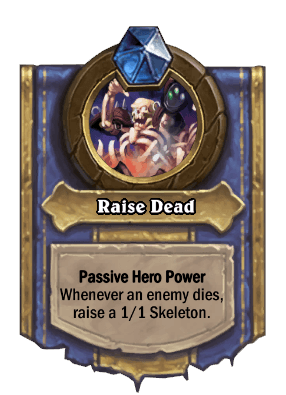 Raise Dead
Passive Hero Power
Whenever an enemy dies,
raise a 1/1 Skeleton.